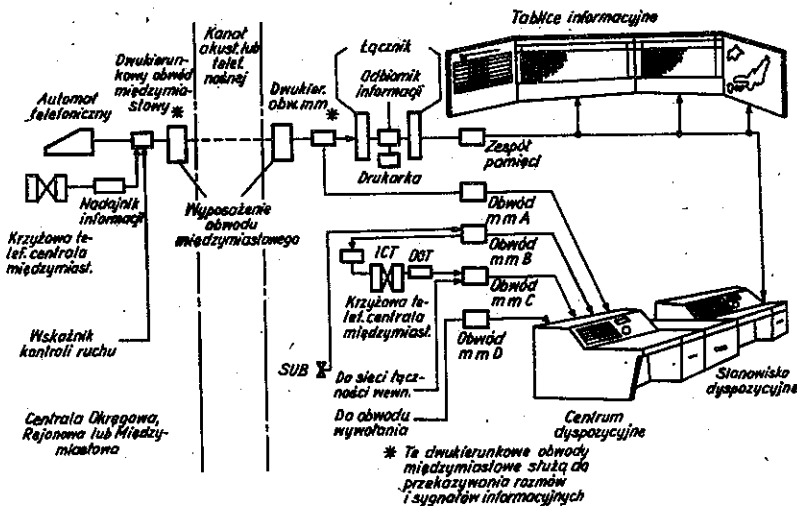 Kanał
akust. lub
telef.
nośnej
Tablice informacyjne
Dwukierun-
kowy obwód
międzymia-
stowy *
Łącznik
Odbiornik
informacji
Automat
telefoniczny
Dwukier.
obw. mm *
Zespół
pamięci
Drukarka
Nadajnik
informacji
Wyposażenie
obwodu
międzymiastowego
Obwód
mm A
Krzyżowa te-
lef. centrala
międzymiast.
Obwód
mm B
ICT
DGT
Obwód
mm C
Krzyżowa te-
lef. centrala
międzymiast.
Wskaźnik
kontroli ruchu
Obwód
mm D
SUB
Do sieci łącz-
ności wewn.
Do obwodu
wywołania
Stanowisko
dyspozycyjne
Centrum
dyspozycyjne
Centrala Okręgowa,
Rejonowa lub Między-
miastowa
* Te dwukierunkowe obwody
międzymiastowe służą do
przekazywania rozmów
i sygnałów informacyjnych